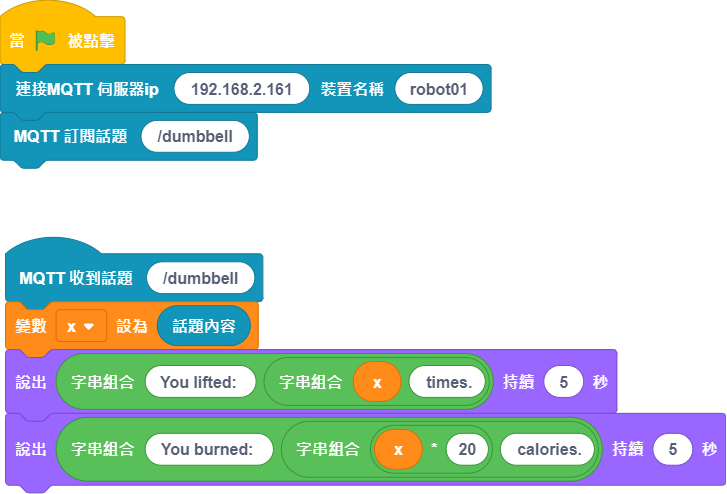 當 被點擊
連接MQTT 伺服器ip 192.168.2.161 裝置名稱 robot01
MQTT 訂閱話題 /dumbbell
MQTT 收到話題 /dumbbell
變數 x 設為 話題內容
說出 字串組合 You lifted: 字串組合 x times. 持續 5 秒
說出 字串組合 You burned: 字串組合 x * 20 calories. 持續 5 秒